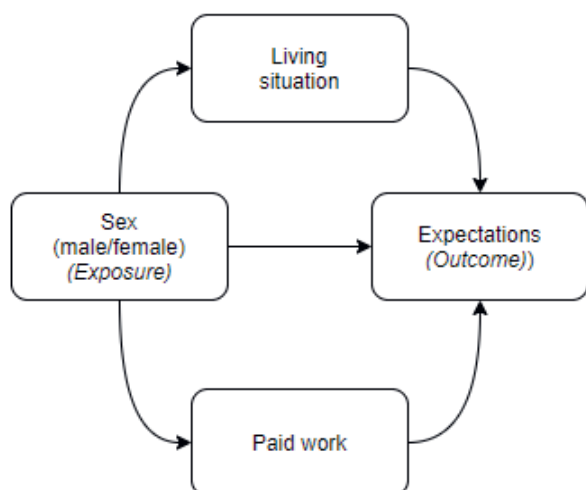 Living
situation
Sex
(male/female)
(Exposure)
Expectations
(Outcome))
Paid work